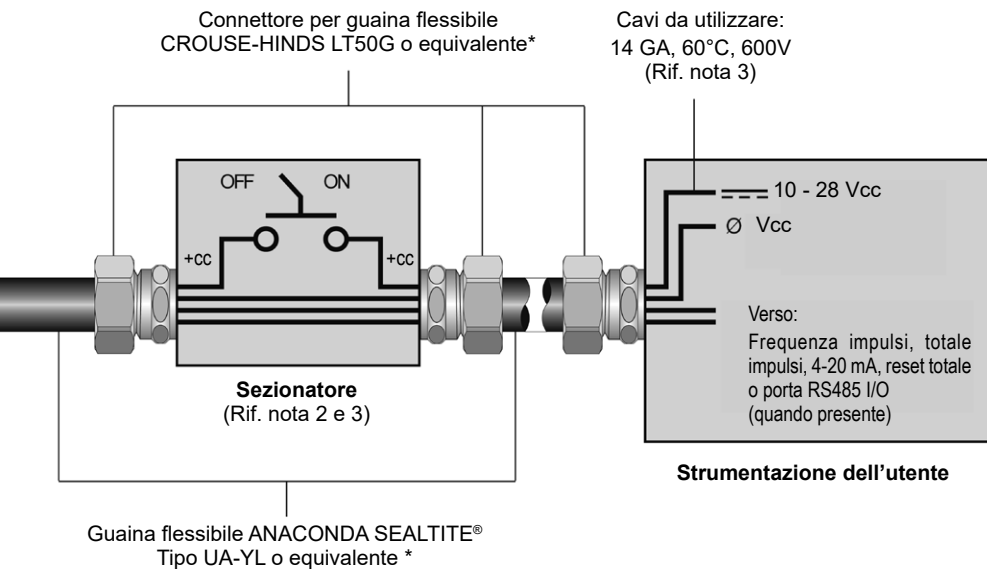 Connettore per guaina flessibile
CROUSE-HINDS LT50G o equivalente*
Cavi da utilizzare:
14 GA, 60°C, 600V
(Rif. nota 3)
OFF
ON
+cc
+cc
10 - 28 Vcc
Ø Vcc
Verso:
Frequenza impulsi, totale
impulsi, 4-20 mA, reset totale
o porta RS485 I/O
(quando presente)
Sezionatore
(Rif. nota 2 e 3)
Strumentazione dell'utente
Guaina flessibile ANACONDA SEALTITE®
Tipo UA-YL o equivalente *